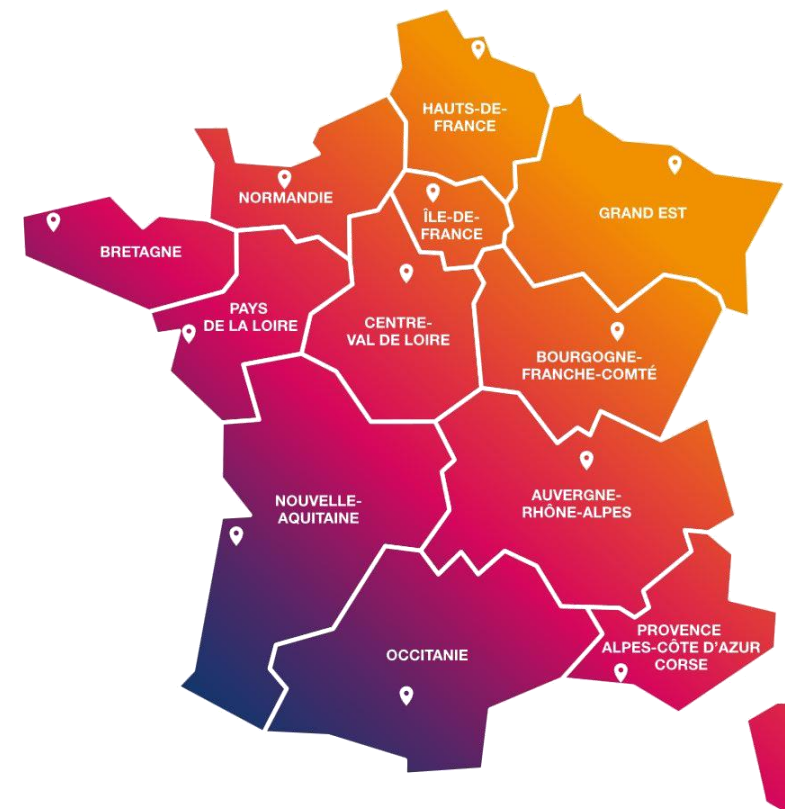 HAUTS-DE-
FRANCE
NORMANDIE
ÎLE-DE-
FRANCE
GRAND EST
BRETAGNE
PAYS
DE LA LOIRE
CENTRE-
VAL DE LOIRE
BOURGOGNE-
FRANCHE-COMTÉ
NOUVELLE-
AQUITAINE
AUVERGNE-
RHÔNE-ALPES
OCCITANIE
PROVENCE
ALPES-CÔTE D'AZUR
CORSE